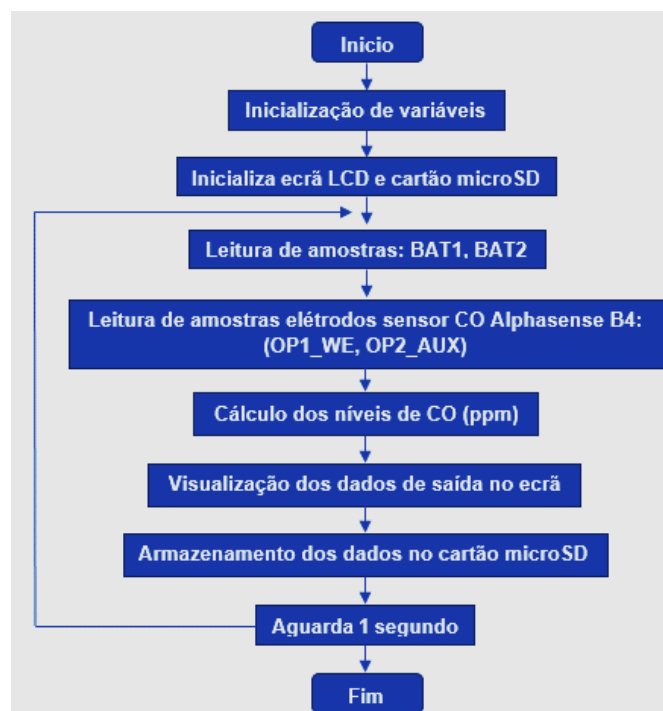 Inicio
Inicialização de variáveis
Inicializa ecrã LCD e cartão microSD
Leitura de amostras: BAT1, BAT2
Leitura de amostras elétrodos sensor CO Alphasense B4:
(OP1_WE, OP2_AUX)
Cálculo dos níveis de CO (ppm)
Visualização dos dados de saída no ecrã
Armazenamento dos dados no cartão microSD
Aguarda 1 segundo
Fim